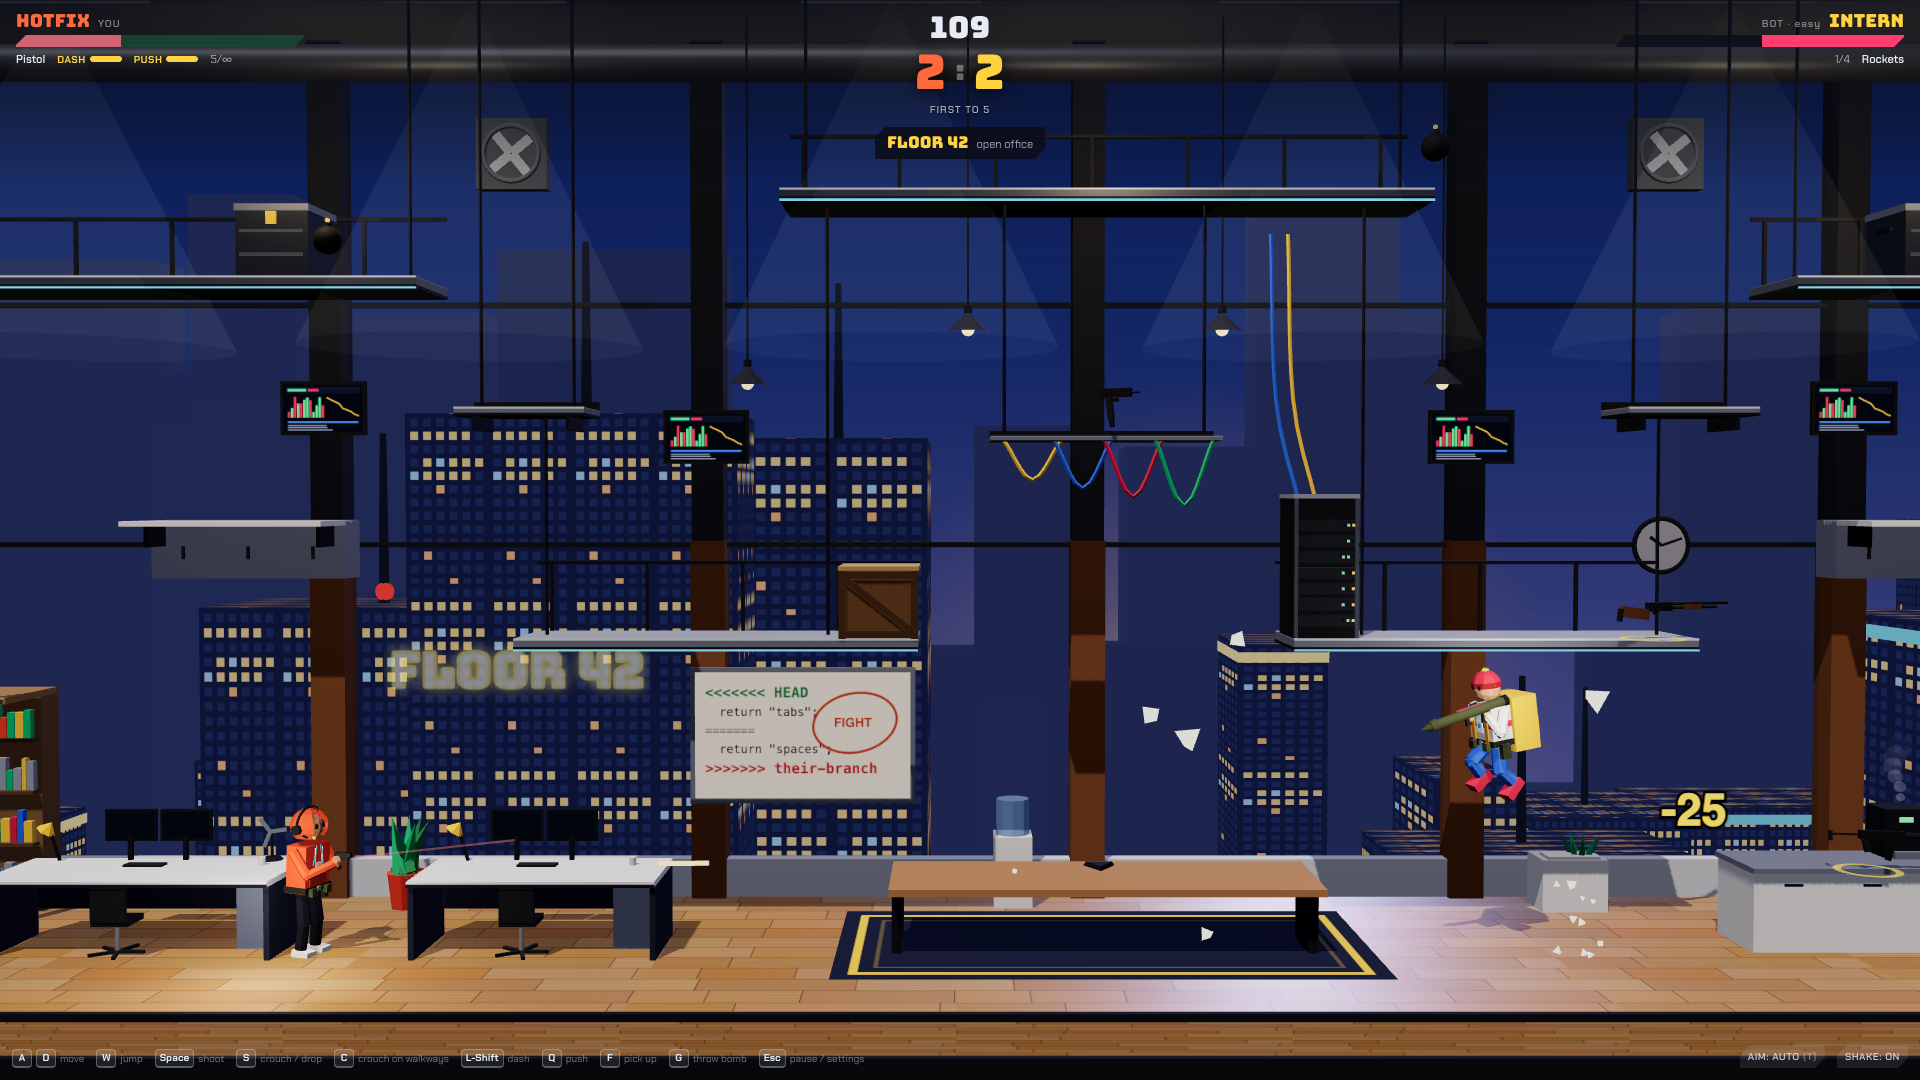 HOTFIX YOU
Pistol DASH PUSH 5/∞
109
2:2
FIRST TO 5
FLOOR 42 open office
BOT · easy INTERN
1/4 Rockets
FLOOR 42
<<<<<<< HEAD
return "tabs";
=======
return "spaces";
>>>>>>> their-branch
FIGHT
-25
A D move W jump Space shoot S crouch / drop C crouch on walkways L-Shift dash Q push F pick up G throw bomb Esc pause / settings
AIM: AUTO [T] SHAKE: ON